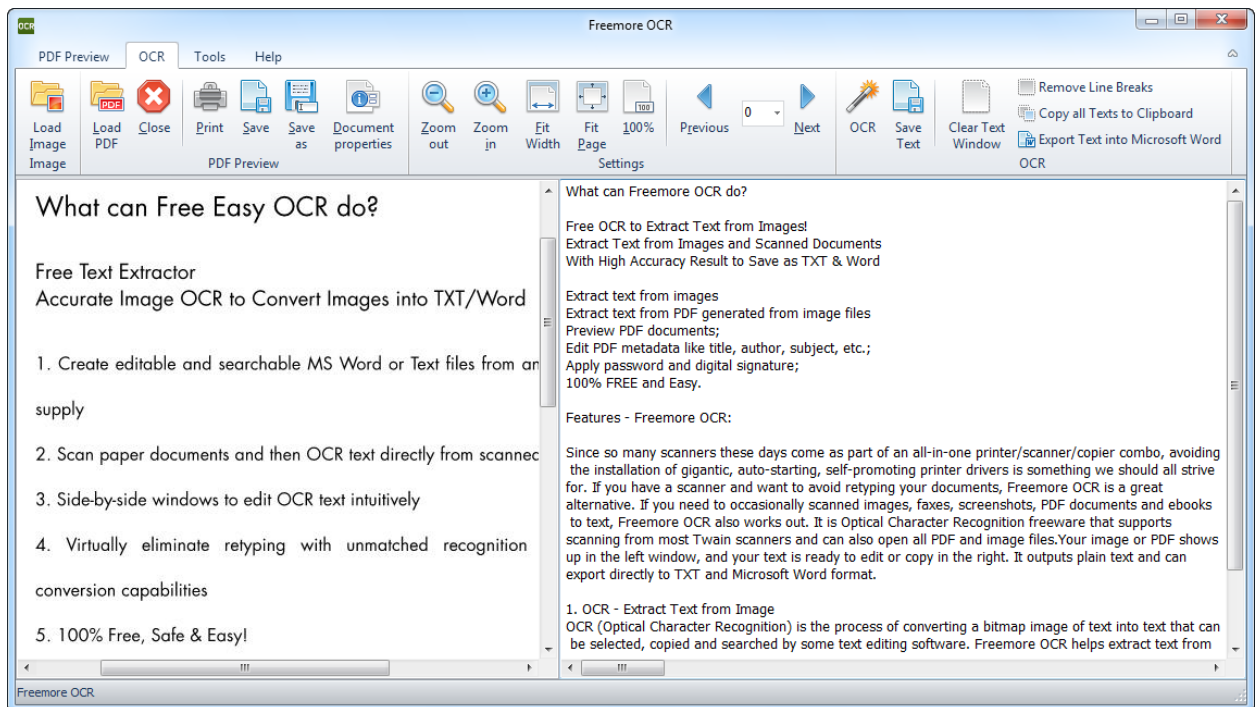 OCR
Freemore OCR
PDF Preview
OCR
Tools
Help
Load Image
Load PDF
PDF
Close
Print
Save
Save as
Document properties
Zoom out
Zoom in
Fit Width
Fit Page
100
100%
Previous
0
Next
OCR
Save Text
Clear Text Window
Remove Line Breaks
Copy all Texts to Clipboard
Export Text into Microsoft Word
Image
PDF Preview
Settings
OCR
What can Free Easy OCR do?
Free Text Extractor
Accurate Image OCR to Convert Images into TXT/Word
1. Create editable and searchable MS Word or Text files from an
supply
2. Scan paper documents and then OCR text directly from scanned
3. Side-by-side windows to edit OCR text intuitively
4. Virtually eliminate retyping with unmatched recognition
conversion capabilities
5. 100% Free, Safe & Easy!
What can Freemore OCR do?
Free OCR to Extract Text from Images!
Extract Text from Images and Scanned Documents
With High Accuracy Result to Save as TXT & Word
Extract text from images
Extract text from PDF generated from image files
Preview PDF documents;
Edit PDF metadata like title, author, subject, etc.;
Apply password and digital signature;
100% FREE and Easy.
Features - Freemore OCR:
Since so many scanners these days come as part of an all-in-one printer/scanner/copier combo, avoiding
the installation of gigantic, auto-starting, self-promoting printer drivers is something we should all strive
for. If you have a scanner and want to avoid retyping your documents, Freemore OCR is a great
alternative. If you need to occasionally scanned images, faxes, screenshots, PDF documents and ebooks
to text, Freemore OCR also works out. It is Optical Character Recognition freeware that supports
scanning from most Twain scanners and can also open all PDF and image files.Your image or PDF shows
up in the left window, and your text is ready to edit or copy in the right. It outputs plain text and can
export directly to TXT and Microsoft Word format.
1. OCR - Extract Text from Image
OCR (Optical Character Recognition) is the process of converting a bitmap image of text into text that can
be selected, copied and searched by some text editing software. Freemore OCR helps extract text from
Freemore OCR